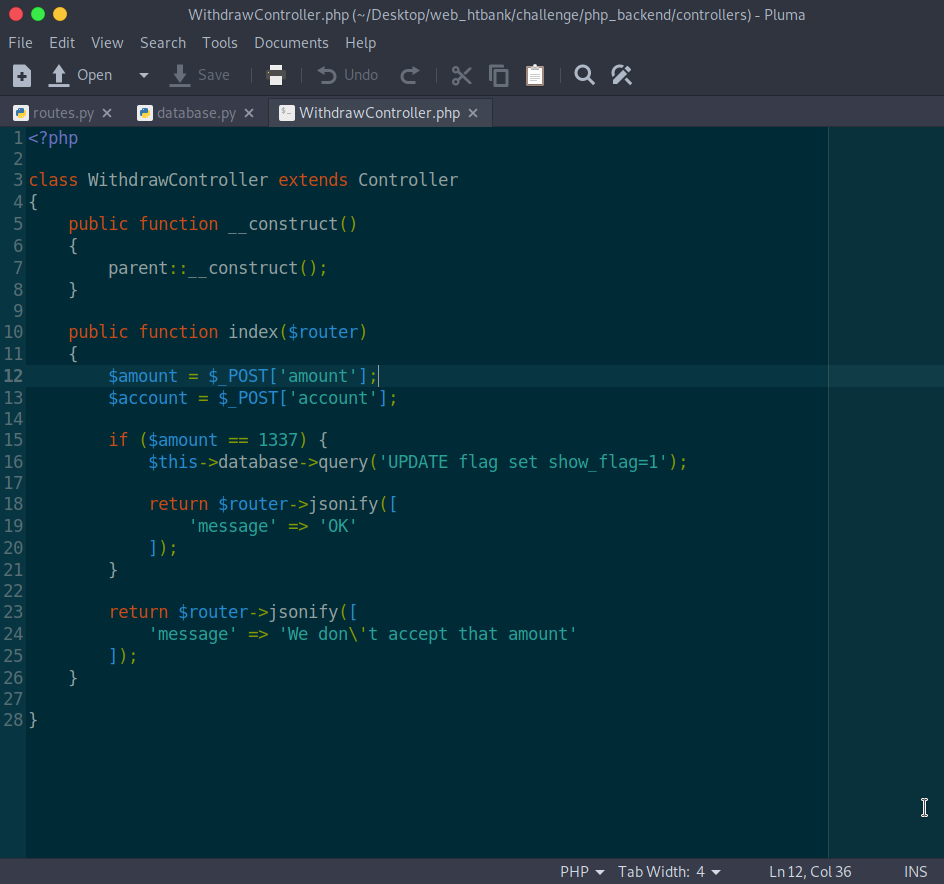 WithdrawController.php (~/Desktop/web_htbank/challenge/php_backend/controllers) - Pluma
File Edit View Search Tools Documents Help
Open Save Undo
routes.py database.py WithdrawController.php
1 <?php
2
3 class WithdrawController extends Controller
4 {
5     public function __construct()
6     {
7         parent::__construct();
8     }
9
10     public function index($router)
11     {
12         $amount = $_POST['amount'];
13         $account = $_POST['account'];
14
15         if ($amount == 1337) {
16             $this->database->query('UPDATE flag set show_flag=1');
17
18             return $router->jsonify([
19                 'message' => 'OK'
20             ]);
21         }
22
23         return $router->jsonify([
24             'message' => 'We don\'t accept that amount'
25         ]);
26     }
27
28 }
PHP Tab Width: 4 Ln 12, Col 36 INS